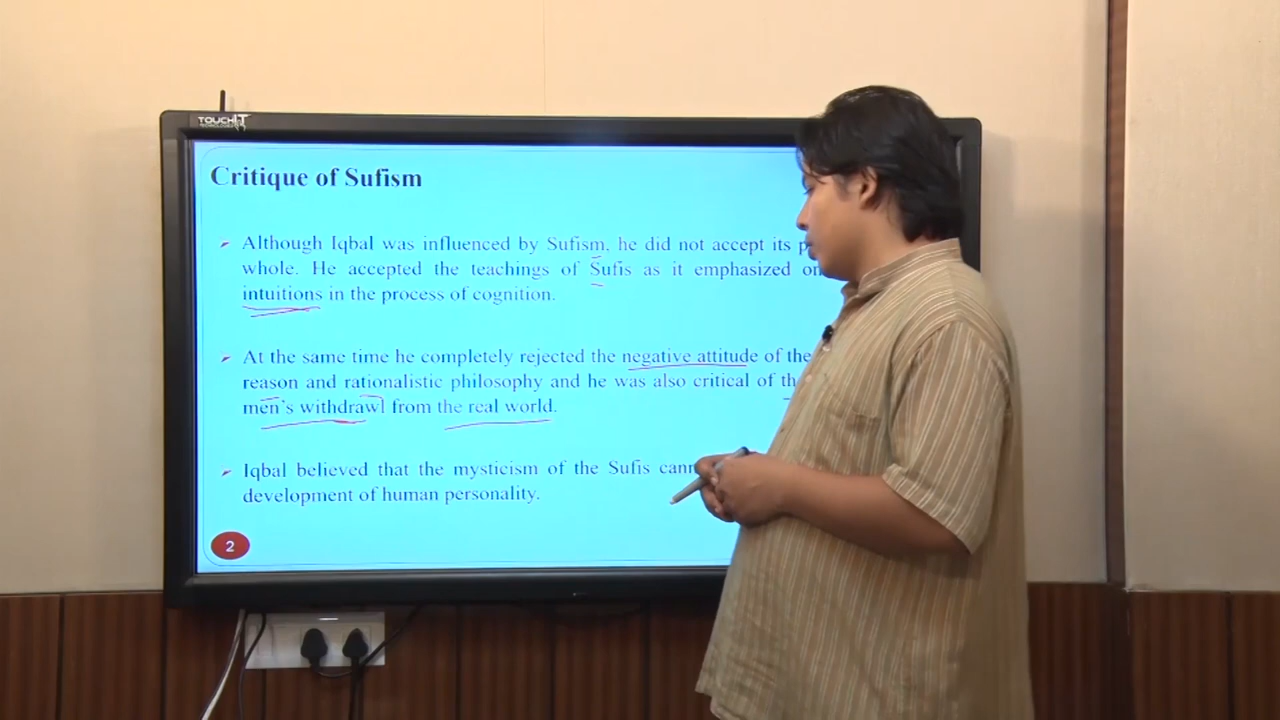 TOUCHIT
TECHNOLOGIES
Critique of Sufism
Although Iqbal was influenced by Sufism, he did not accept its
whole. He accepted the teachings of Sufis as it emphasized
intuitions in the process of cognition.
At the same time he completely rejected the negative attitude of the
reason and rationalistic philosophy and he was also critical of
men's withdrawl from the real world.
Iqbal believed that the mysticism of the Sufis
development of human personality.
2